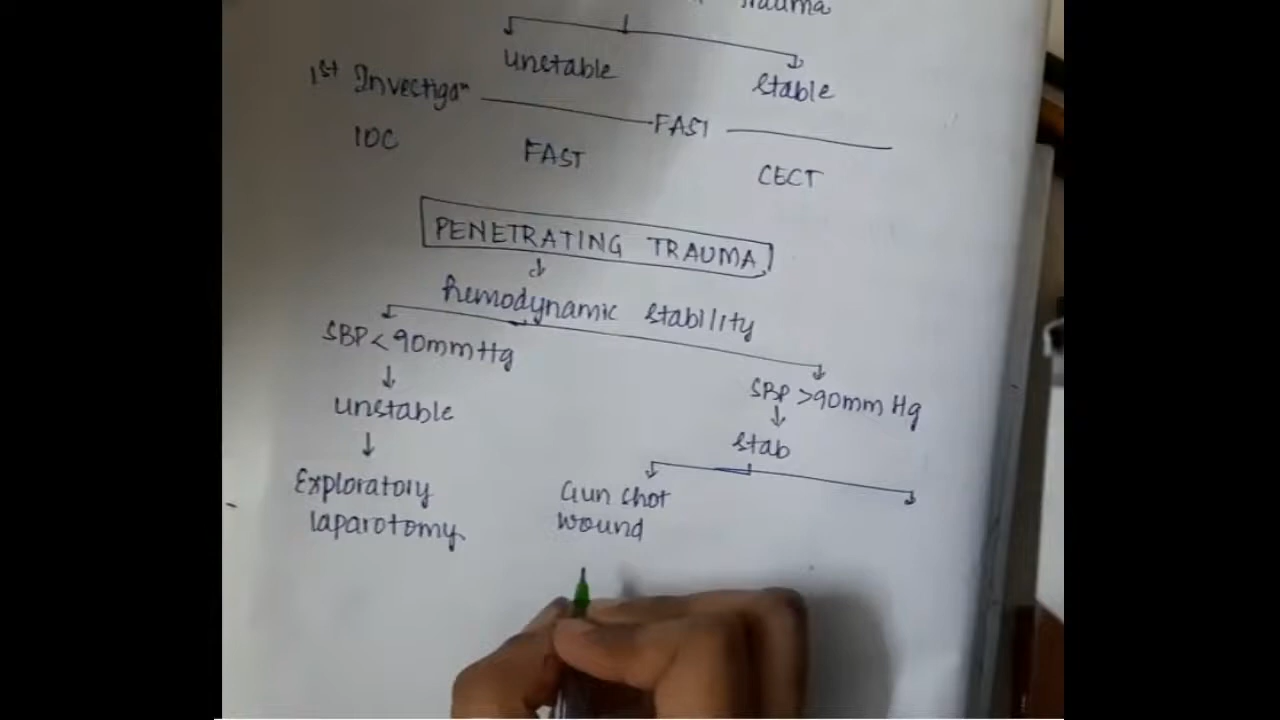 Trauma
Unstable
Stable
1st Investigaⁿ
FAST
IOC
FAST
CECT
PENETRATING TRAUMA
hemodynamic stability
SBP < 90mmHg
SBP >90mm Hg
Unstable
Stab
Exploratory
laparotomy
Gun shot
wound